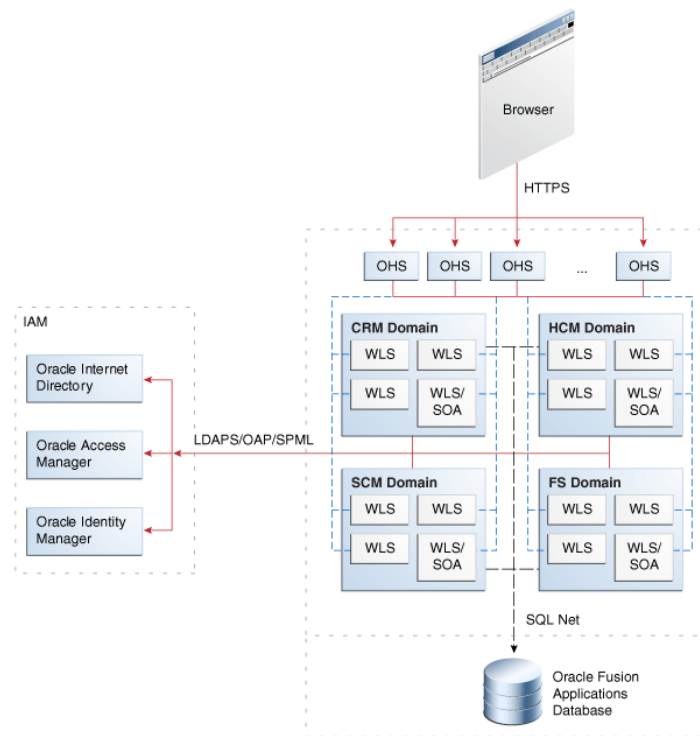 Browser
HTTPS
OHS
OHS
OHS
...
OHS
IAM
Oracle Internet
Directory
Oracle Access
Manager
Oracle Identity
Manager
LDAPS/OAP/SPML
CRM Domain
WLS
WLS
WLS
WLS/
SOA
HCM Domain
WLS
WLS
WLS
WLS/
SOA
SCM Domain
WLS
WLS
WLS
WLS/
SOA
FS Domain
WLS
WLS
WLS
WLS/
SOA
SQL Net
Oracle Fusion
Applications
Database